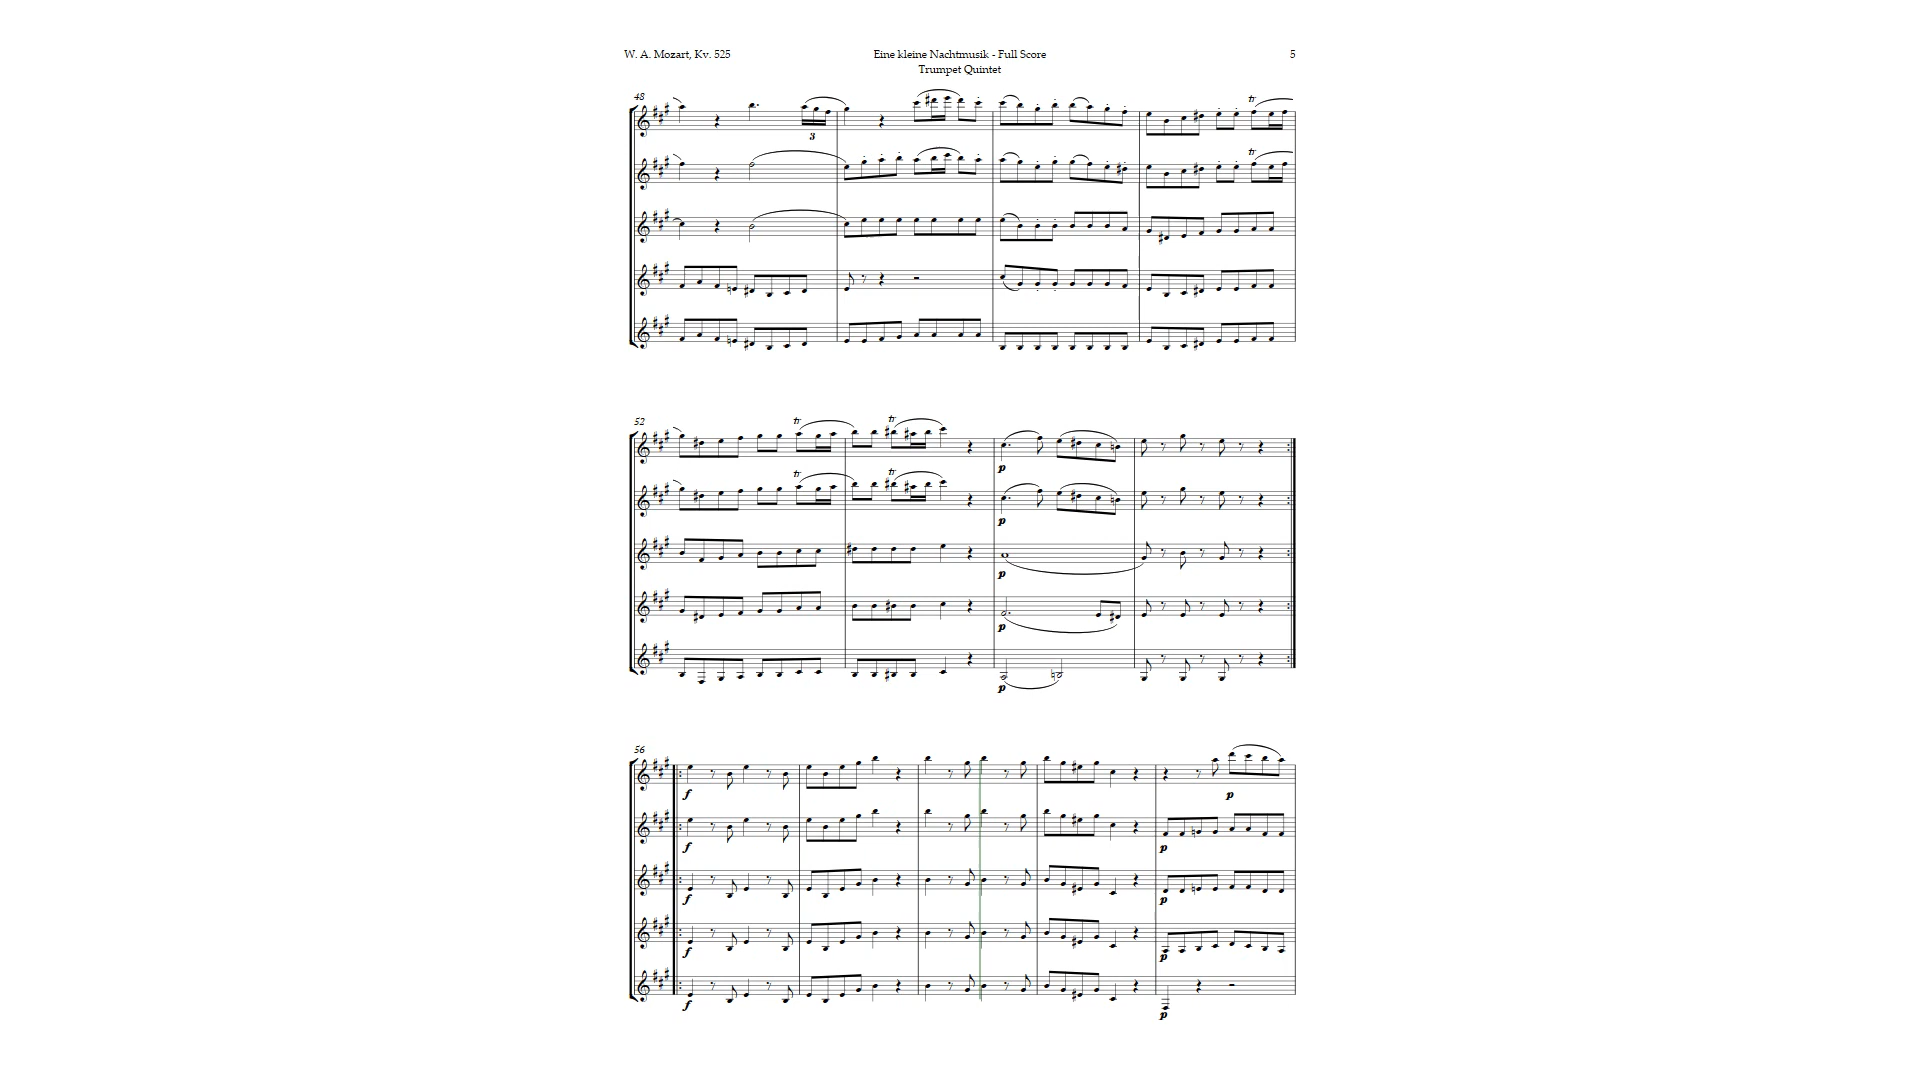 W. A. Mozart, Kv. 525
Eine kleine Nachtmusik - Full Score
5
Trumpet Quintet
48
tr
3
tr
52
tr
tr
p
tr
tr
p
p
p
p
56
f
p
f
p
f
p
f
p
f
p